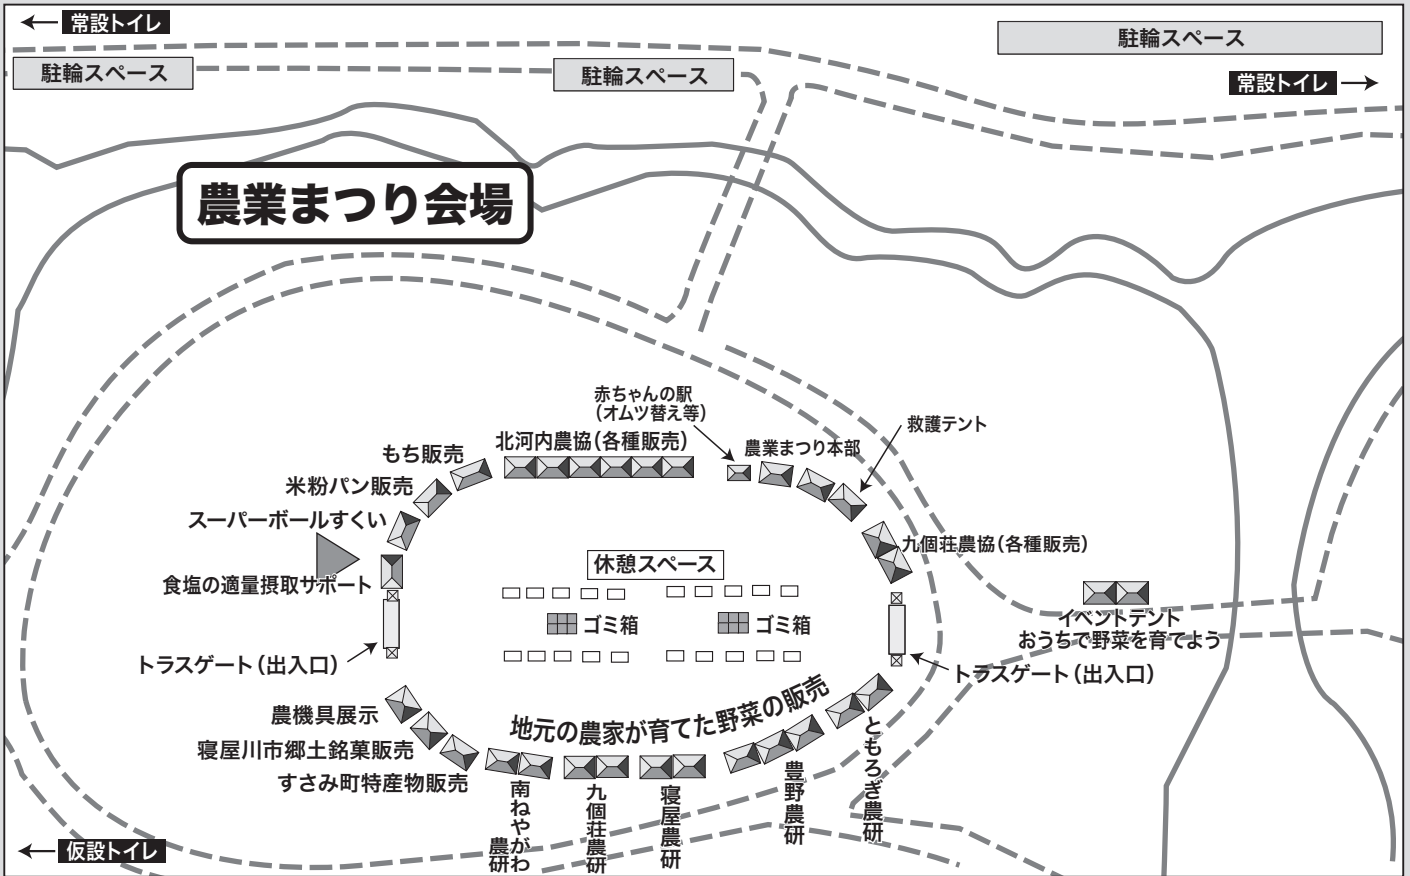 常設トイレ
駐輪スペース
駐輪スペース
駐輪スペース
常設トイレ
農業まつり会場
赤ちゃんの駅
（オムツ替え等）
救護テント
もち販売
北河内農協（各種販売）
農業まつり本部
米粉パン販売
スーパーボールすくい
九個荘農協（各種販売）
休憩スペース
食塩の適量摂取サポート
ゴミ箱
ゴミ箱
イベントテント
おうちで野菜を育てよう
トラスゲート（出入口）
トラスゲート（出入口）
地元の農家が育てた野菜の販売
農機具展示
寝屋川市郷土銘菓販売
すさみ町特産物販売
南ねやがわ
農研
九個荘農研
寝屋農研
豊野農研
ともろぎ農研
仮設トイレ